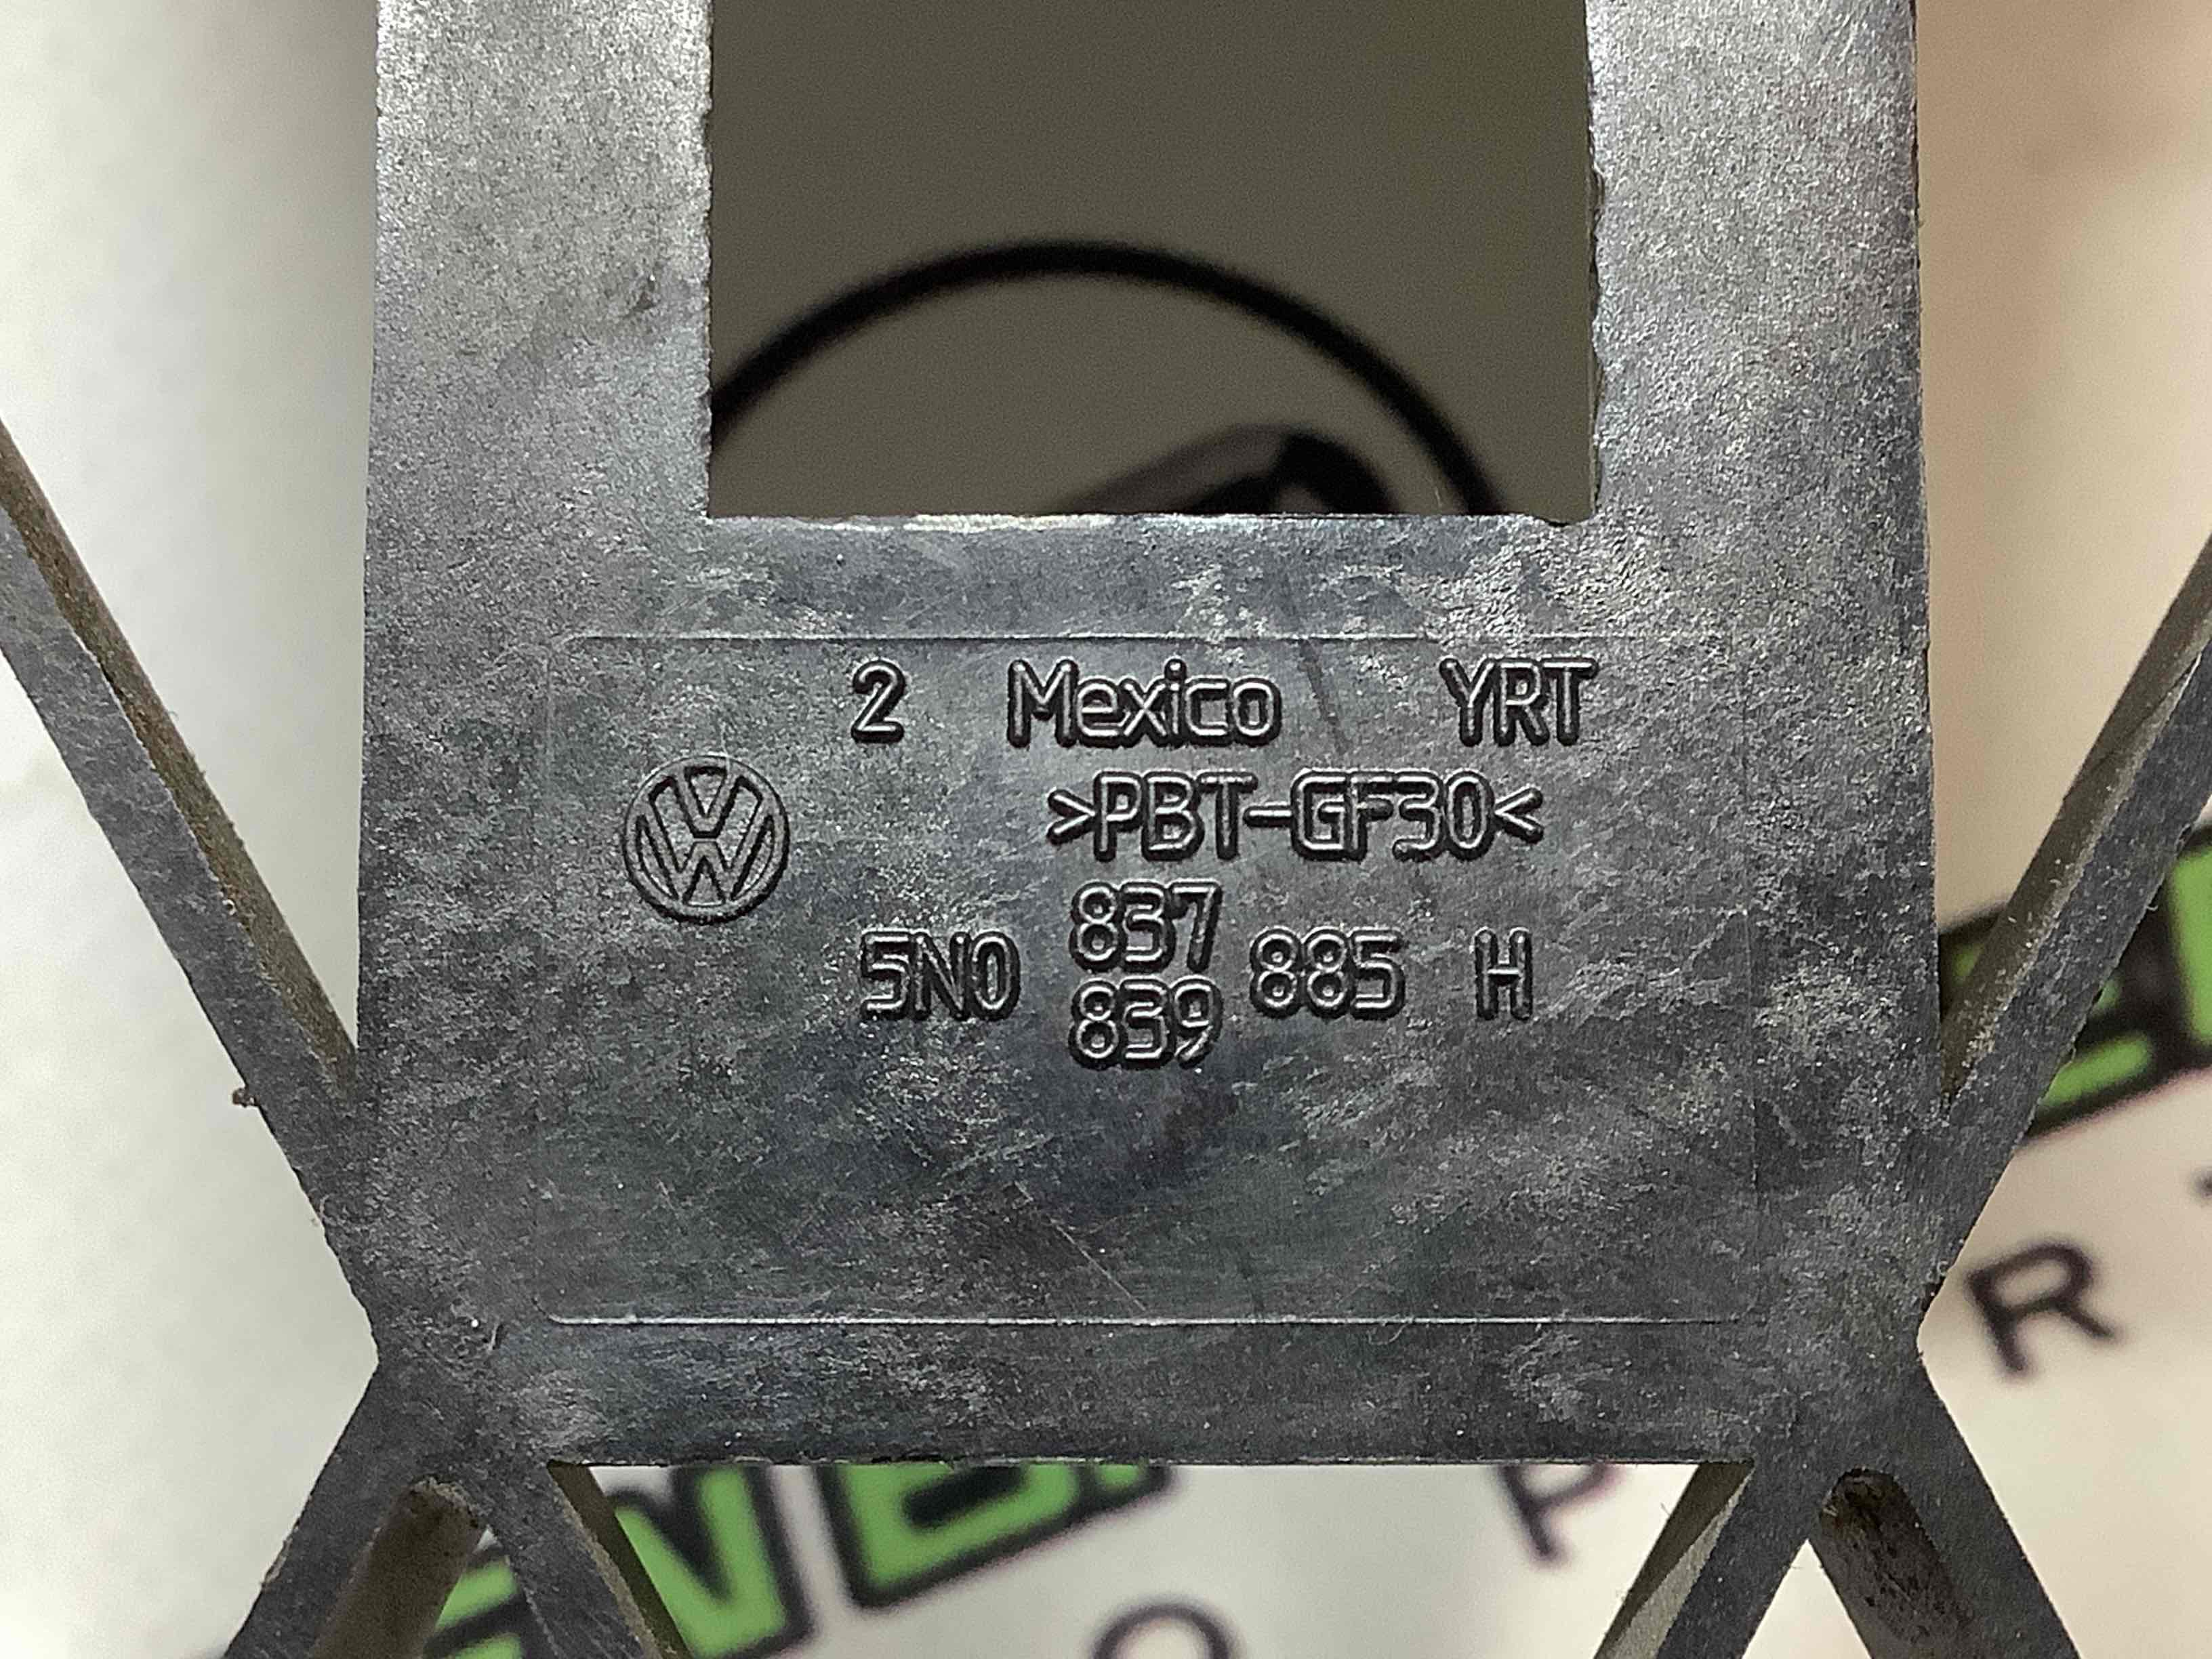 2 Mexico YRT
>PBT-GF30<
837
5N0 885 H
839
R
P